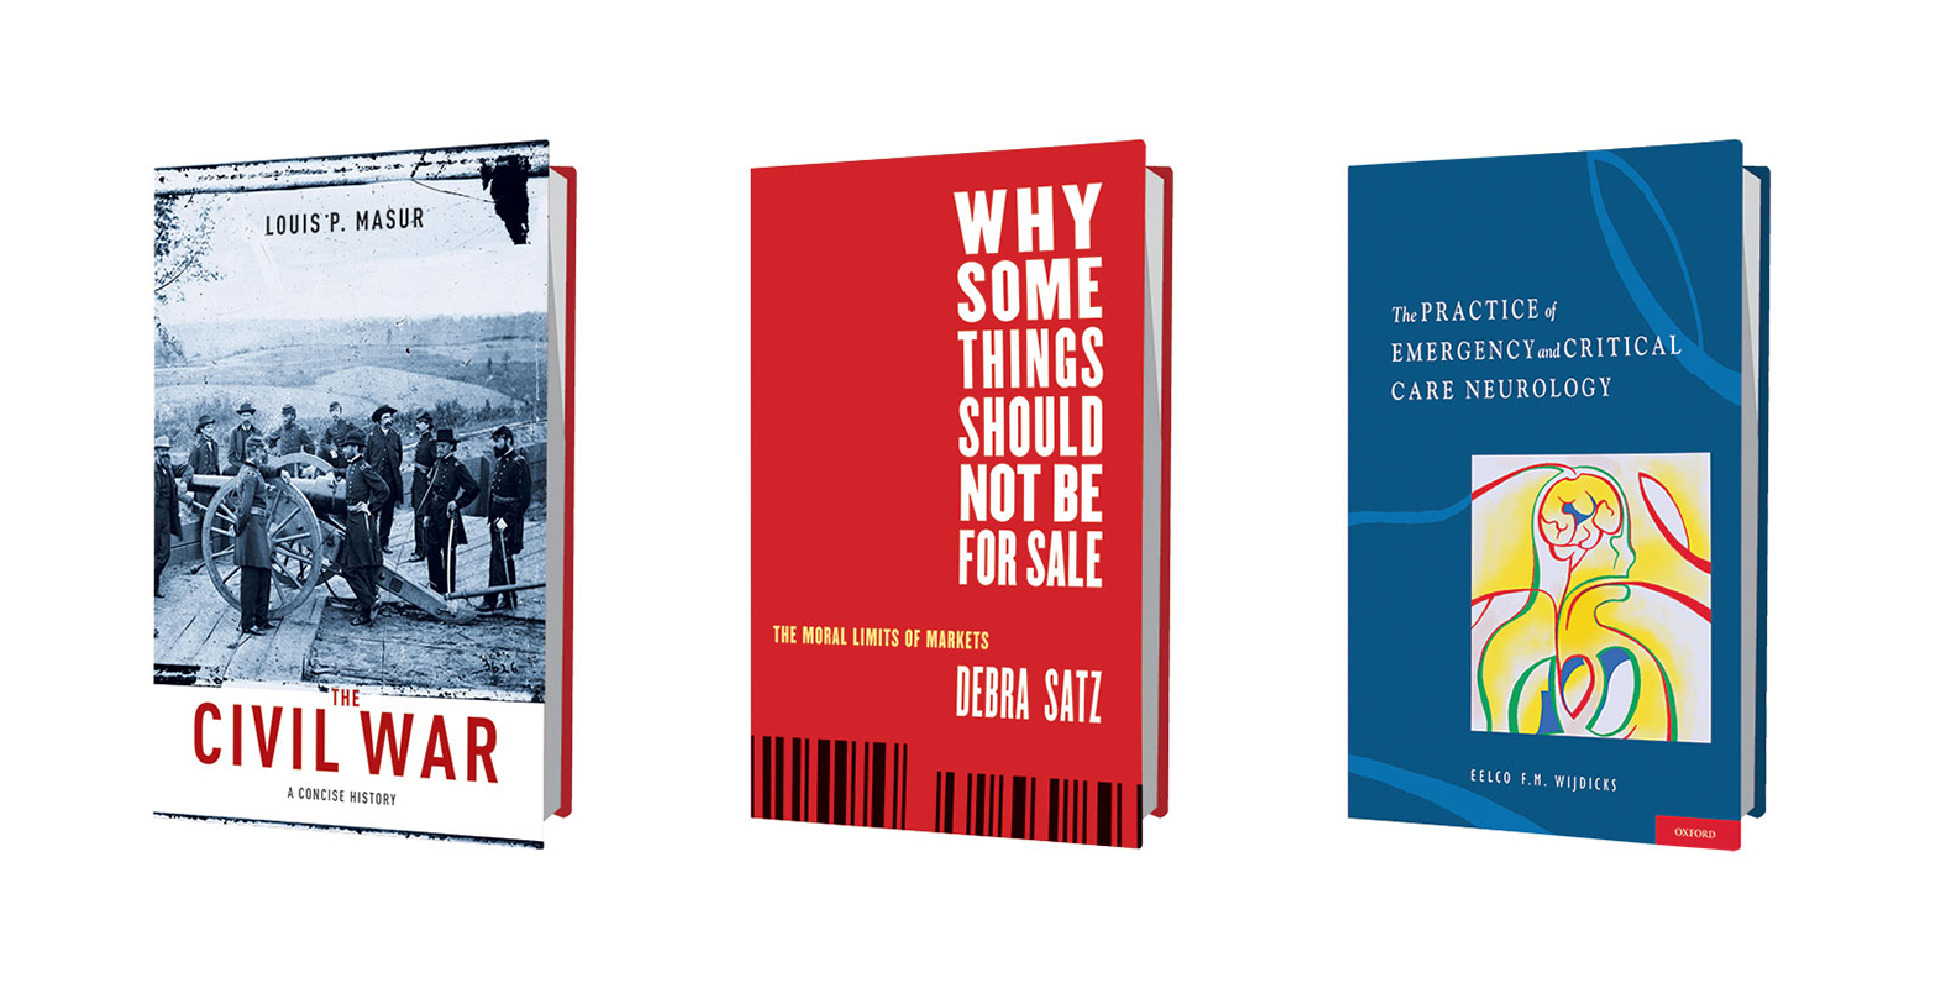 LOUIS P. MASUR
THE
CIVIL WAR
A CONCISE HISTORY
WHY
SOME
THINGS
SHOULD
NOT BE
FOR SALE
THE MORAL LIMITS OF MARKETS
DEBRA SATZ
The PRACTICE of
EMERGENCY and CRITICAL
CARE NEUROLOGY
EELCO F.M. WIJDICKS
OXFORD